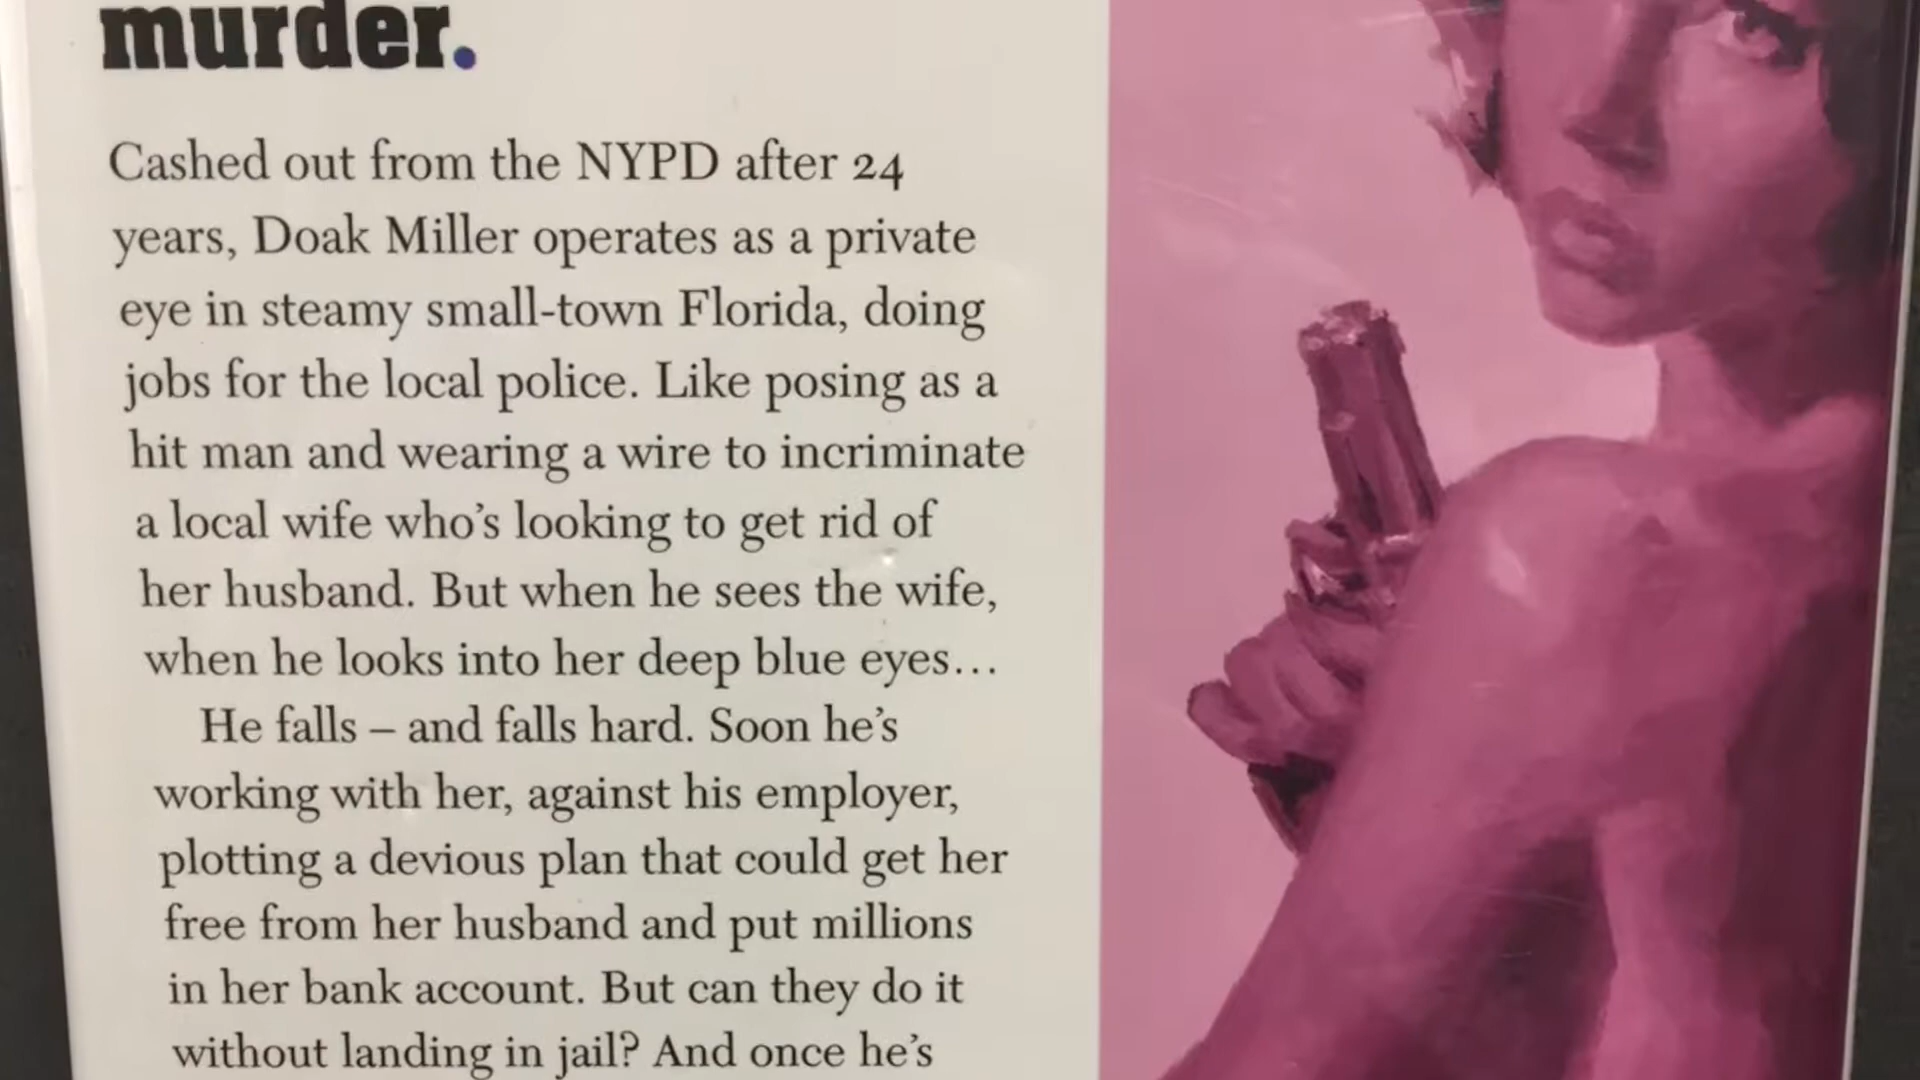 murder.
Cashed out from the NYPD after 24
years, Doak Miller operates as a private
eye in steamy small-town Florida, doing
jobs for the local police. Like posing as a
hit man and wearing a wire to incriminate
a local wife who’s looking to get rid of
her husband. But when he sees the wife,
when he looks into her deep blue eyes…
He falls – and falls hard. Soon he’s
working with her, against his employer,
plotting a devious plan that could get her
free from her husband and put millions
in her bank account. But can they do it
without landing in jail? And once he’s